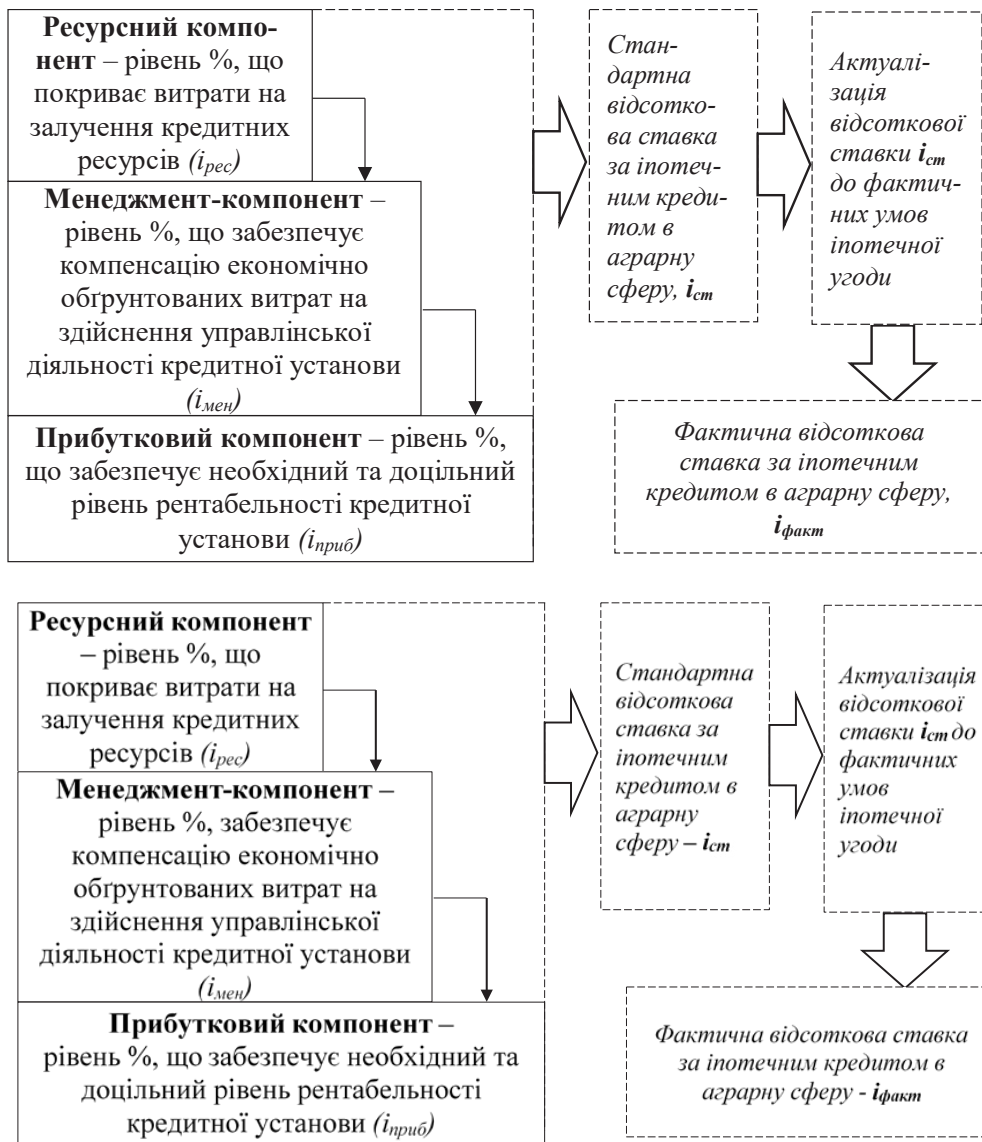 Ресурсний компо-
нент – рівень %, що
покриває витрати на
залучення кредитних
ресурсів (iрес)
Менеджмент-компонент –
рівень %, що забезпечує
компенсацію економічно
обґрунтованих витрат на
здійснення управлінської
діяльності кредитної установи
(iмен)
Прибутковий компонент – рівень %,
що забезпечує необхідний та доцільний
рівень рентабельності кредитної
установи (iприб)
Стан-
дартна
відсотко-
ва ставка
за іпотеч-
ним креди-
том в
аграрну
сферу, iст
Актуалі-
зація
відсоткової
ставки iст
до фактич-
них умов
іпотечної
угоди
Фактична відсоткова
ставка за іпотечним
кредитом в аграрну сферу,
iфакт
Ресурсний компонент
– рівень %, що
покриває витрати на
залучення кредитних
ресурсів (iрес)
Менеджмент-компонент –
рівень %, забезпечує
компенсацію економічно
обґрунтованих витрат на
здійснення управлінської
діяльності кредитної установи
(iмен)
Прибутковий компонент –
рівень %, що забезпечує необхідний та
доцільний рівень рентабельності
кредитної установи (iприб)
Стандартна
відсоткова
ставка за
іпотечним
кредитом в
аграрну
сферу – iст
Актуалізація
відсоткової
ставки iст до
фактичних
умов
іпотечної
угоди
Фактична відсоткова ставка
за іпотечним кредитом в
аграрну сферу - iфакт